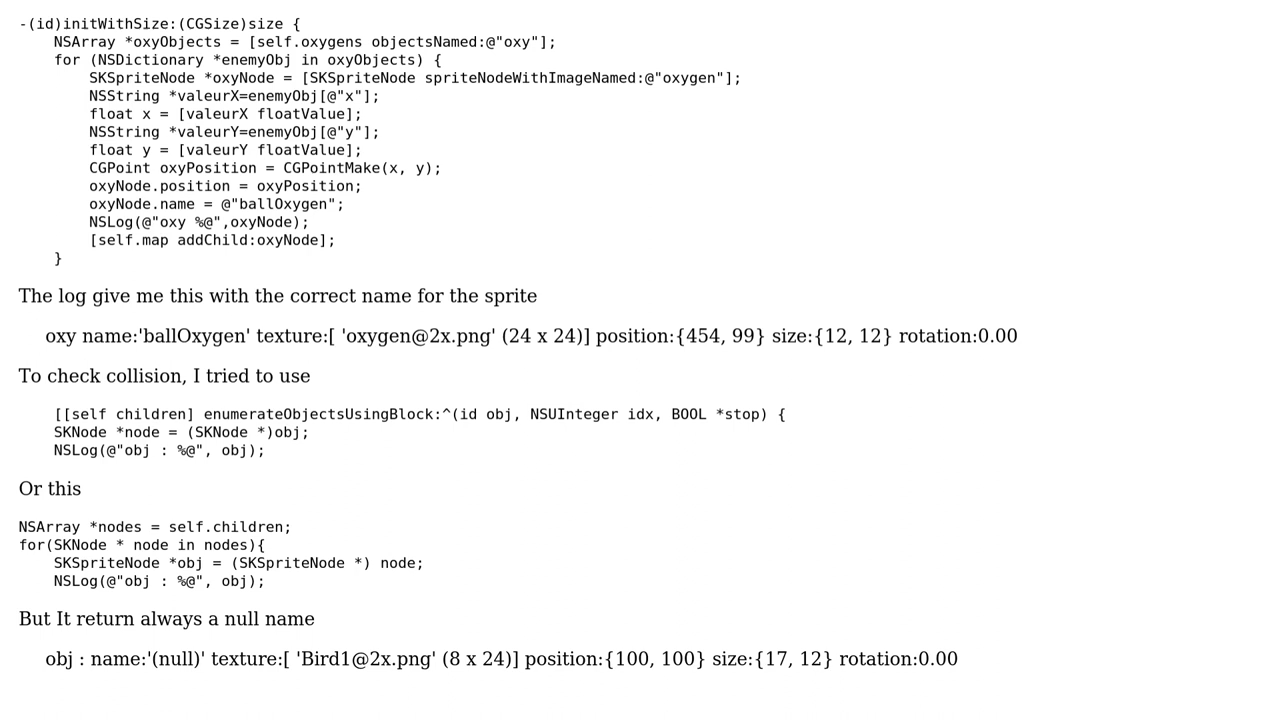 -(id)initWithSize:(CGSize)size {
    NSArray *oxyObjects = [self.oxygens objectsNamed:@"oxy"];
    for (NSDictionary *enemyObj in oxyObjects) {
        SKSpriteNode *oxyNode = [SKSpriteNode spriteNodeWithImageNamed:@"oxygen"];
        NSString *valeurX=enemyObj[@"x"];
        float x = [valeurX floatValue];
        NSString *valeurY=enemyObj[@"y"];
        float y = [valeurY floatValue];
        CGPoint oxyPosition = CGPointMake(x, y);
        oxyNode.position = oxyPosition;
        oxyNode.name = @"ballOxygen";
        NSLog(@"oxy %@",oxyNode);
        [self.map addChild:oxyNode];
    }
The log give me this with the correct name for the sprite
oxy name:'ballOxygen' texture:[ 'oxygen@2x.png' (24 x 24)] position:{454, 99} size:{12, 12} rotation:0.00
To check collision, I tried to use
    [[self children] enumerateObjectsUsingBlock:^(id obj, NSUInteger idx, BOOL *stop) {
    SKNode *node = (SKNode *)obj;
    NSLog(@"obj : %@", obj);
Or this
NSArray *nodes = self.children;
for(SKNode * node in nodes){
    SKSpriteNode *obj = (SKSpriteNode *) node;
    NSLog(@"obj : %@", obj);
But It return always a null name
obj : name:'(null)' texture:[ 'Bird1@2x.png' (8 x 24)] position:{100, 100} size:{17, 12} rotation:0.00